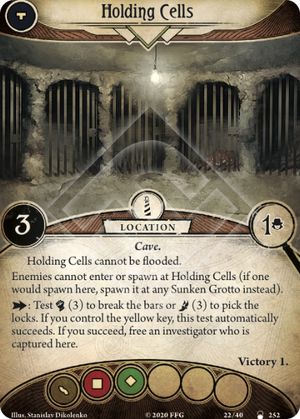 Holding Cells
3
LOCATION
1
Cave.
Holding Cells cannot be flooded.
Enemies cannot enter or spawn at Holding Cells (if one
would spawn here, spawn it at any Sunken Grotto instead).
: Test (3) to break the bars or (3) to pick the
locks. If you control the yellow key, this test automatically
succeeds. If you succeed, free an investigator who is
captured here.
Victory 1.
Illus. Stanislav Dikolenko
© 2020 FFG
22/40
252